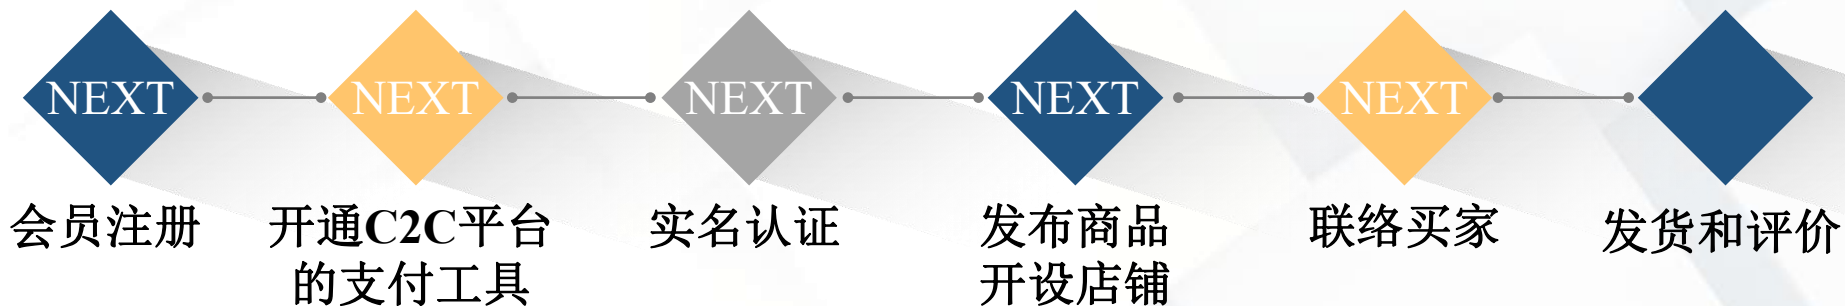 NEXT
NEXT
NEXT
NEXT
NEXT
会员注册
开通C2C平台
的支付工具
实名认证
发布商品
开设店铺
联络买家
发货和评价